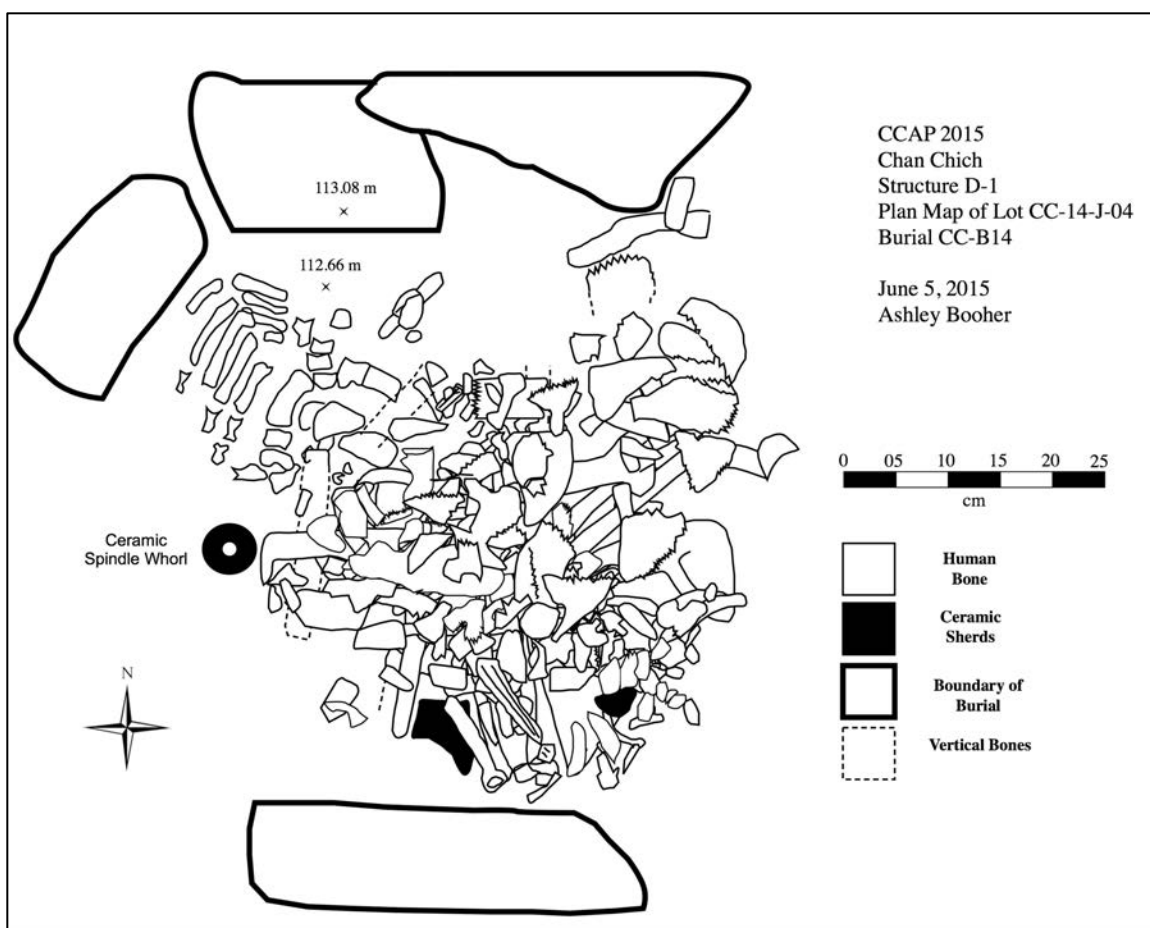 CCAP 2015
Chan Chich
Structure D-1
Plan Map of Lot CC-14-J-04
Burial CC-B14
June 5, 2015
Ashley Booher
113.08 m
112.66 m
Ceramic
Spindle Whorl
N
0 05 10 15 20 25
cm
Human
Bone
Ceramic
Sherds
Boundary of
Burial
Vertical Bones